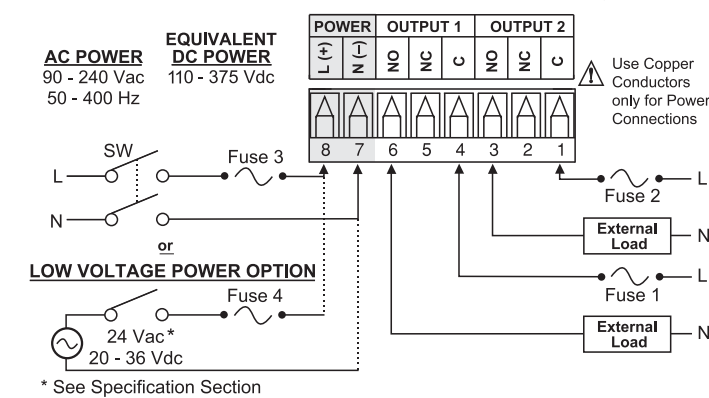 POWER OUTPUT 1 OUTPUT 2
L (+) N (−) NO NC C NO NC C
8 7 6 5 4 3 2 1
AC POWER
90 - 240 Vac
50 - 400 Hz
EQUIVALENT
DC POWER
110 - 375 Vdc
Use Copper
Conductors
only for Power
Connections
SW
L
Fuse 3
N
or
LOW VOLTAGE POWER OPTION
Fuse 4
24 Vac*
20 - 36 Vdc
* See Specification Section
L
Fuse 2
External
Load
N
L
Fuse 1
External
Load
N